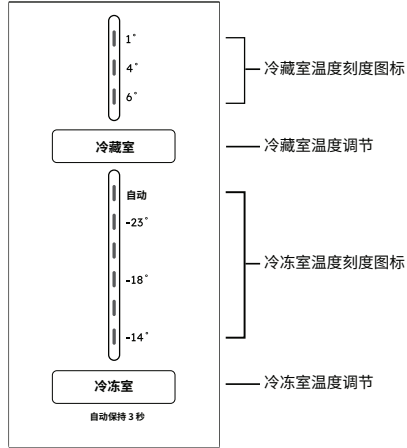 1°
4°
6°
冷藏室温度刻度图标
冷藏室
冷藏室温度调节
自动
-23°
-18°
-14°
冷冻室温度刻度图标
冷冻室
冷冻室温度调节
自动保持 3 秒